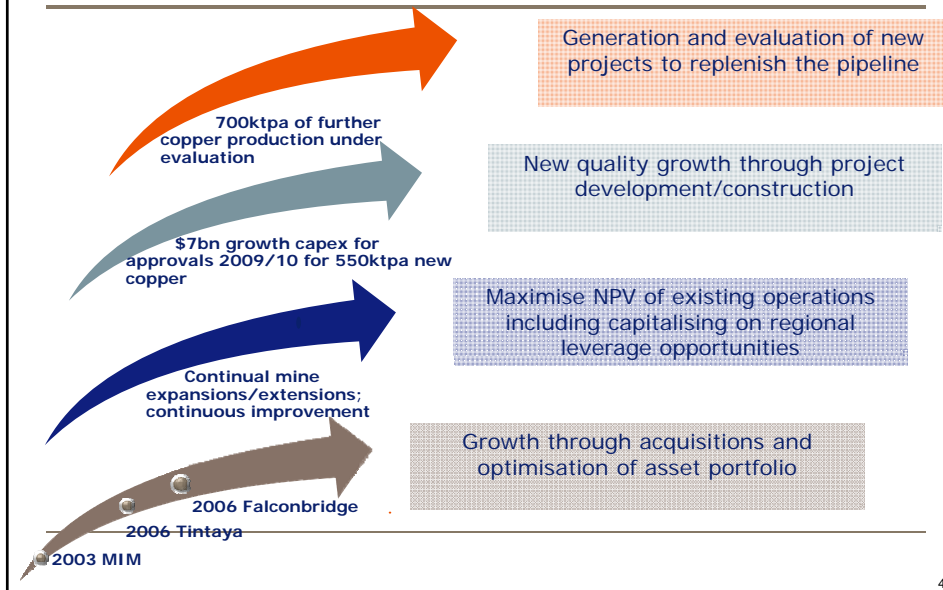 Generation and evaluation of new
projects to replenish the pipeline
700ktpa of further
copper production under
evaluation
New quality growth through project
development/construction
$7bn growth capex for
approvals 2009/10 for 550ktpa new
copper
Maximise NPV of existing operations
including capitalising on regional
leverage opportunities
Continual mine
expansions/extensions;
continuous improvement
Growth through acquisitions and
optimisation of asset portfolio
2006 Falconbridge
2006 Tintaya
2003 MIM
4